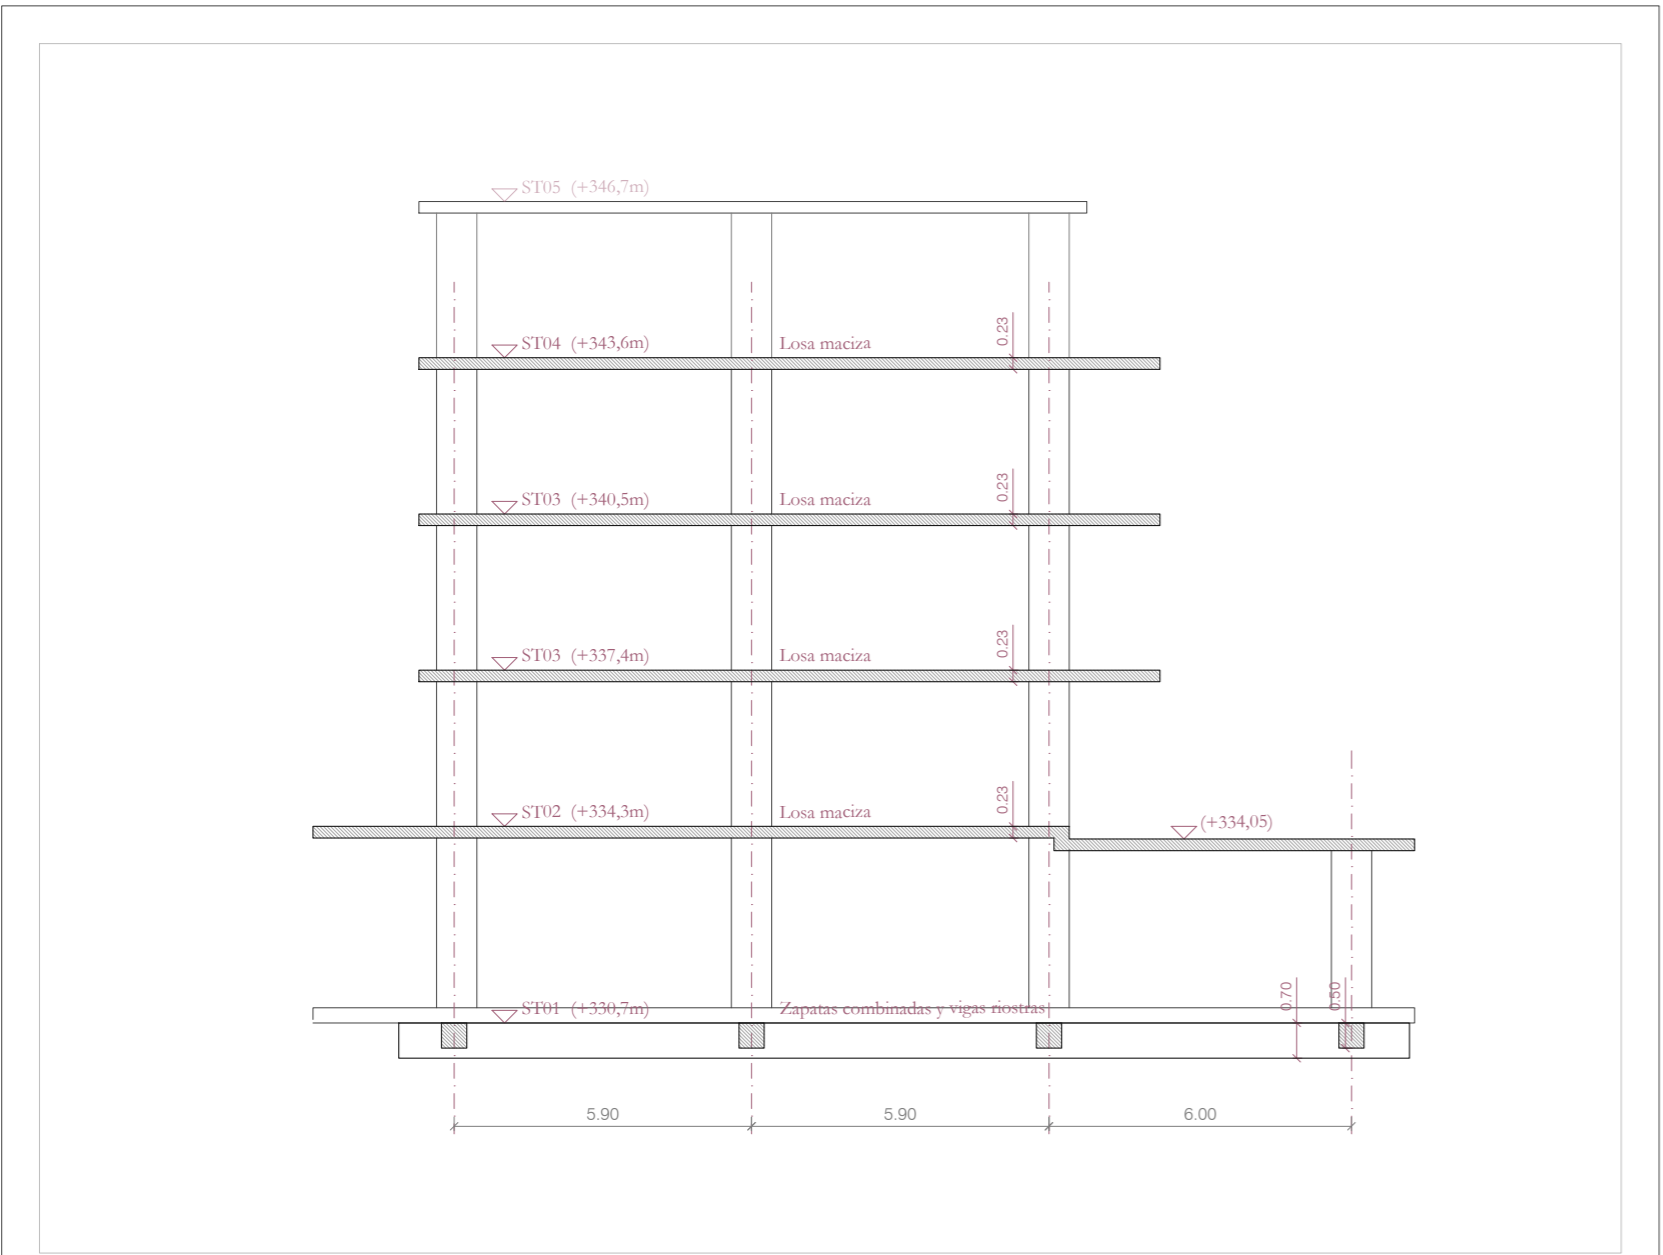 ST05 (+346,7m)
ST04 (+343,6m) Losa maciza 0.23
ST03 (+340,5m) Losa maciza 0.23
ST03 (+337,4m) Losa maciza 0.23
ST02 (+334,3m) Losa maciza 0.23
(+334,05)
ST01 (+330,7m) Zapatas combinadas y vigas riostras 0.70 0.50
5.90 5.90 6.00